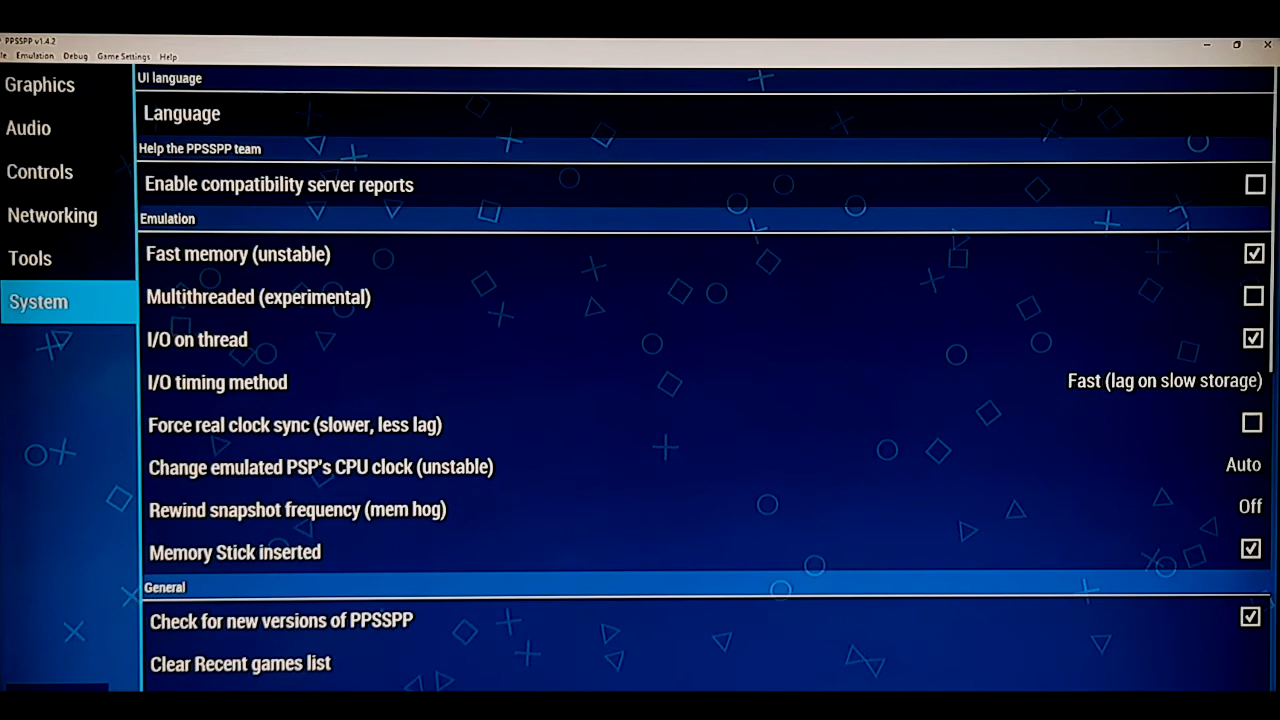 PPSSPP v1.4.2
Emulation Debug Game Settings Help
Graphics
Audio
Controls
Networking
Tools
System
UI language
Language
Help the PPSSPP team
Enable compatibility server reports
Emulation
Fast memory (unstable)
Multithreaded (experimental)
I/O on thread
I/O timing method Fast (lag on slow storage)
Force real clock sync (slower, less lag)
Change emulated PSP's CPU clock (unstable) Auto
Rewind snapshot frequency (mem hog) Off
Memory Stick inserted
General
Check for new versions of PPSSPP
Clear Recent games list